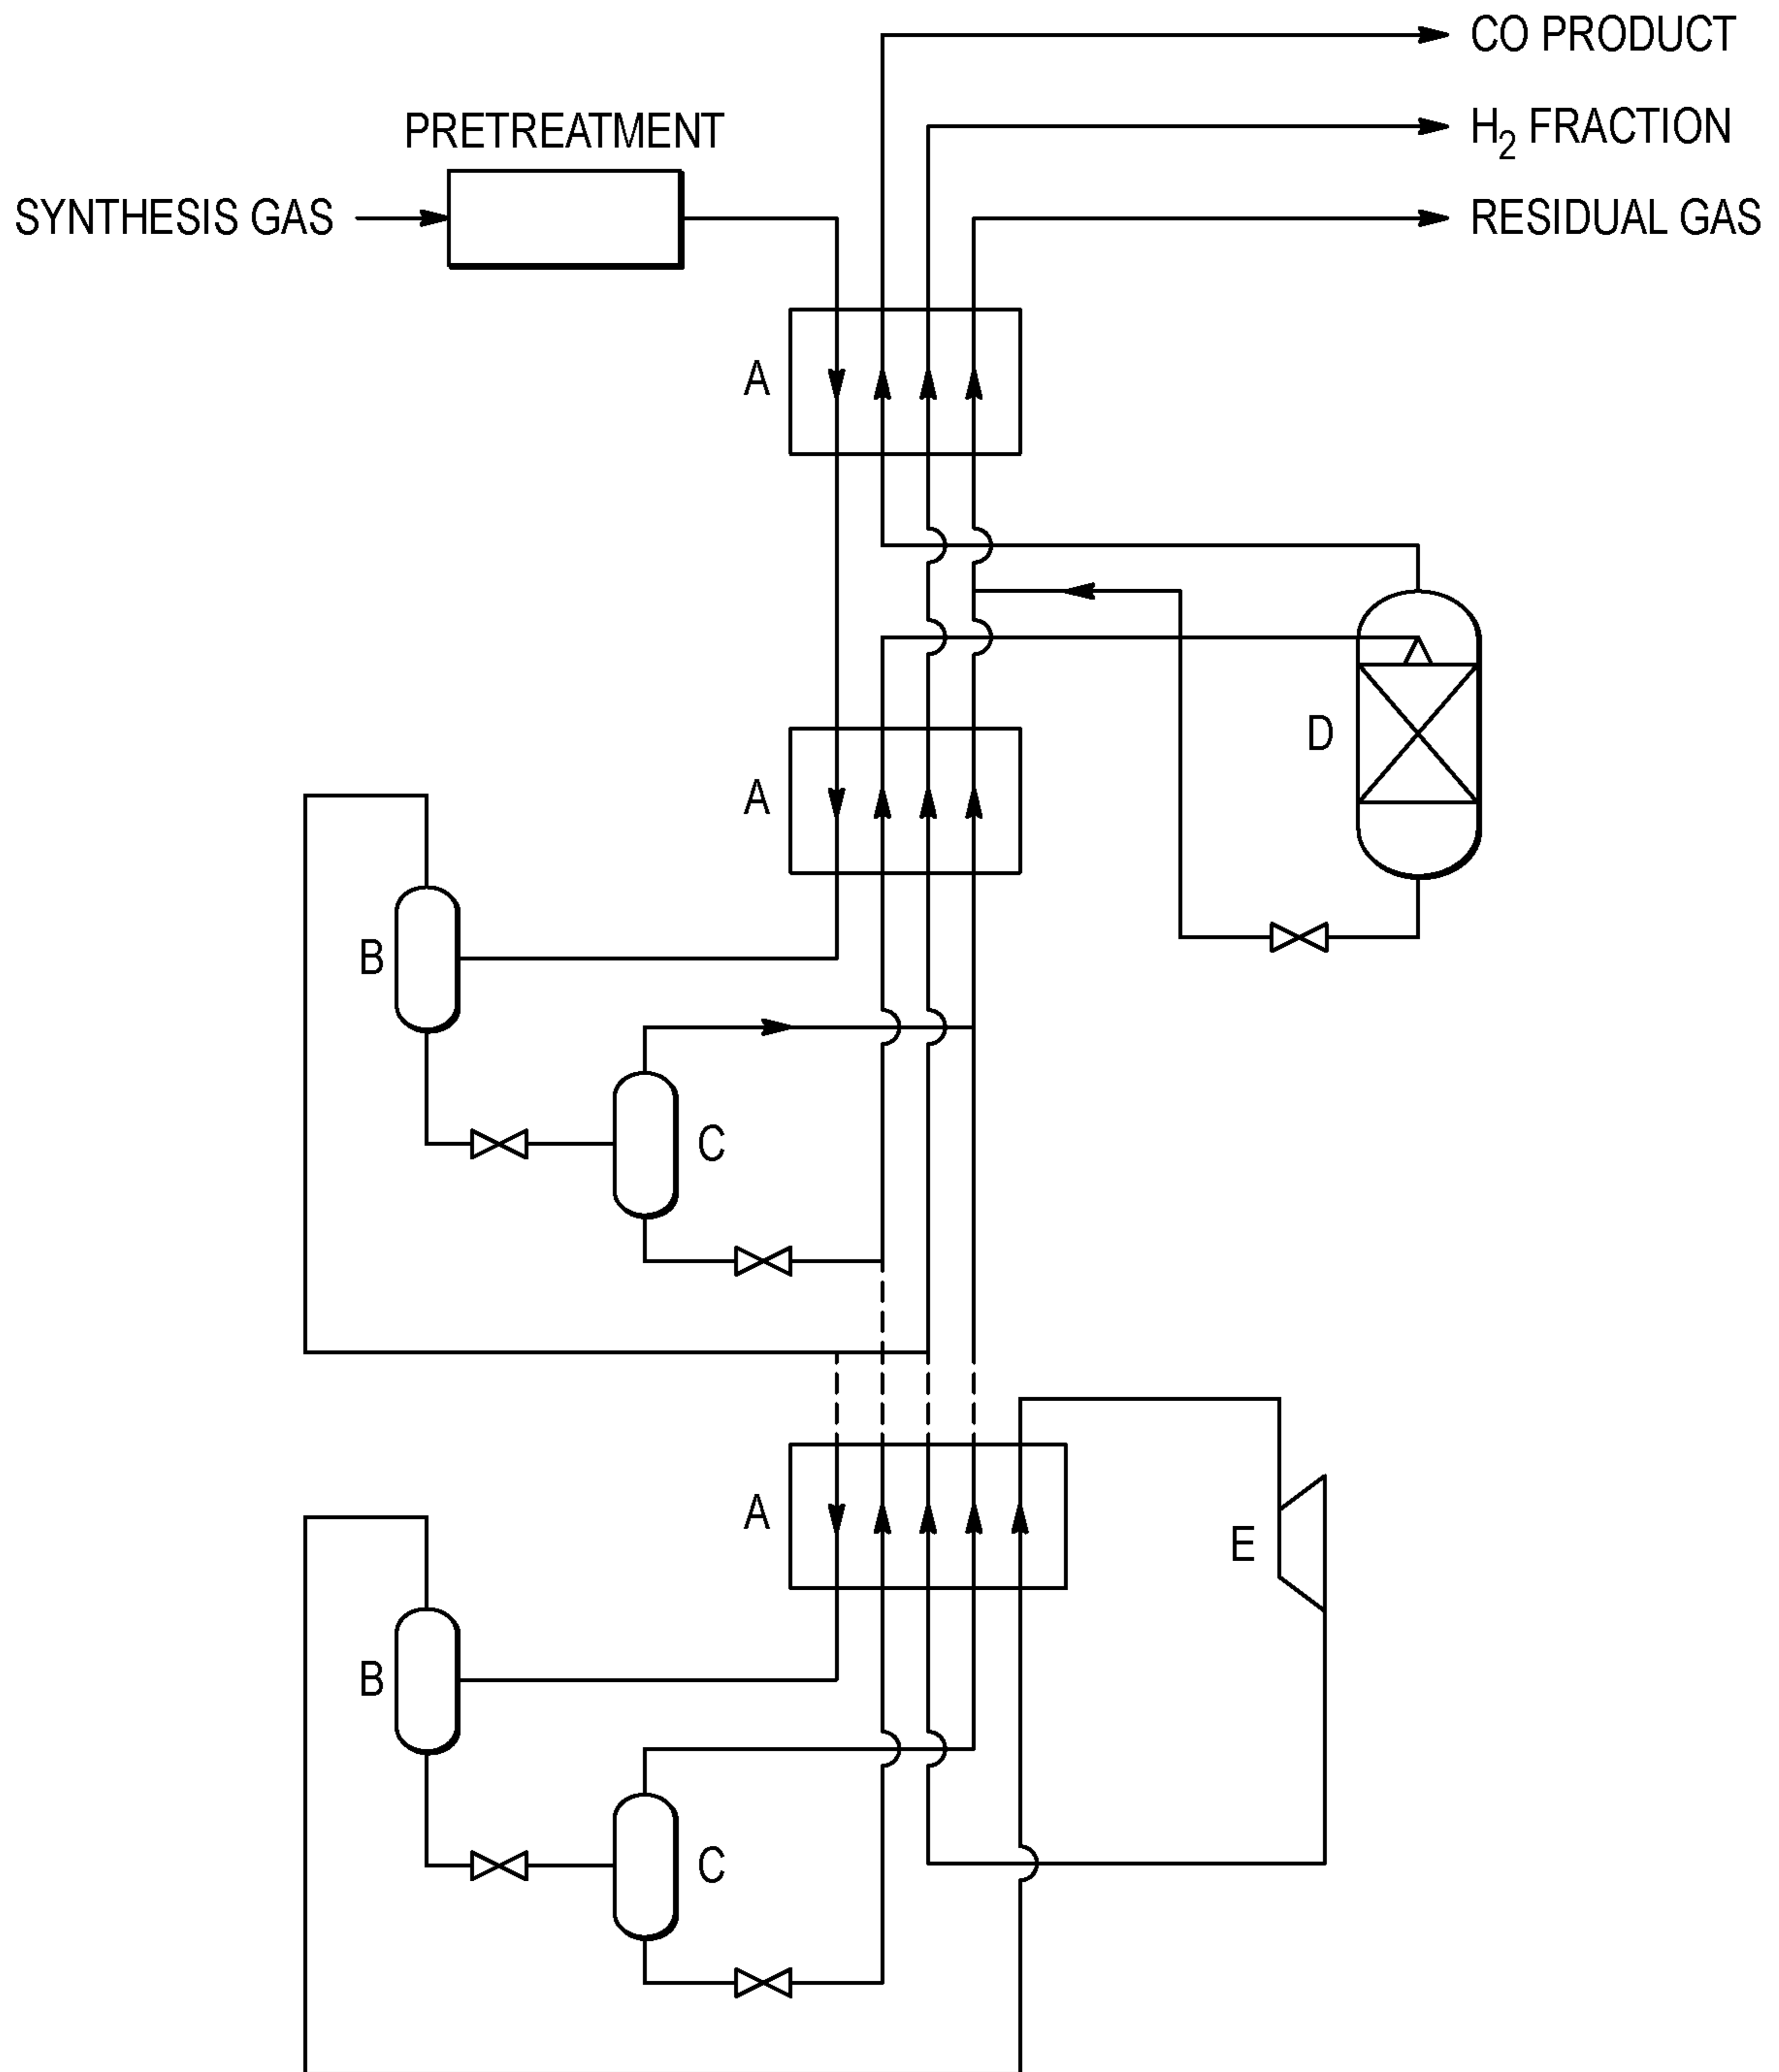 CO PRODUCT
H2 FRACTION
PRETREATMENT
SYNTHESIS GAS
RESIDUAL GAS
A
D
A
B
C
A
E
B
C